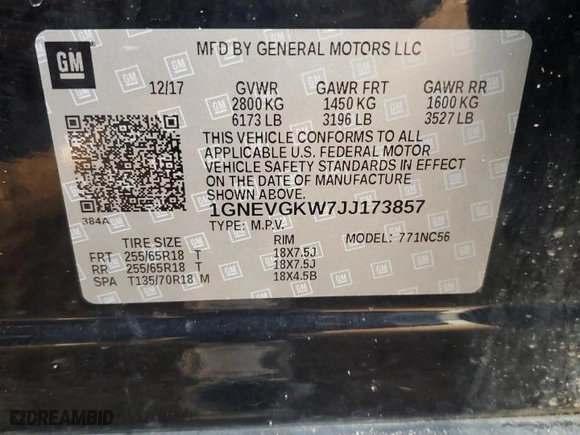 GM
MFD BY GENERAL MOTORS LLC
12/17 GVWR GAWR FRT GAWR RR
2800 KG 1450 KG 1600 KG
6173 LB 3196 LB 3527 LB
THIS VEHICLE CONFORMS TO ALL
APPLICABLE U.S. FEDERAL MOTOR
VEHICLE SAFETY STANDARDS IN EFFECT
ON THE DATE OF MANUFACTURE
SHOWN ABOVE.
384A
1GNEVGKW7JJ173857
TYPE: M.P.V. MODEL: 771NC56
TIRE SIZE RIM
FRT 255/65R18 T 18X7.5J
RR 255/65R18 T 18X7.5J
SPA T135/70R18 M 18X4.5B
DREAMBID